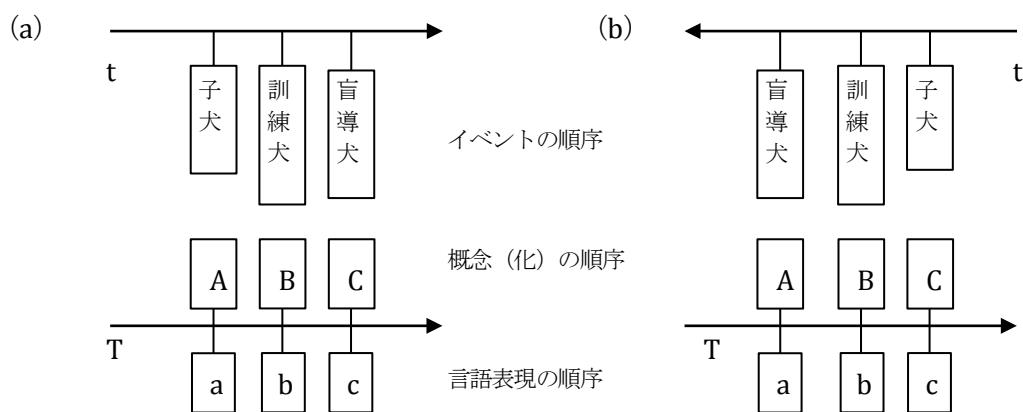 (a)
t
子犬
訓練犬
盲導犬
イベントの順序
(b)
t
盲導犬
訓練犬
子犬
A B C
概念（化）の順序
A B C
T
a b c
言語表現の順序
T
a b c